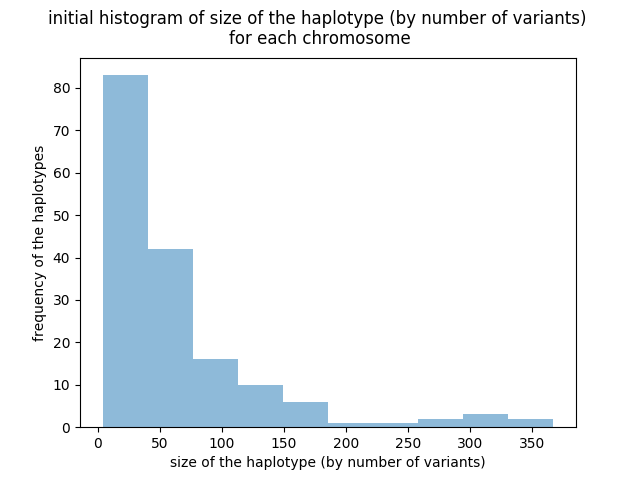 initial histogram of size of the haplotype (by number of variants)
for each chromosome
80
70
60
50
40
30
20
10
0
frequency of the haplotypes
0 50 100 150 200 250 300 350
size of the haplotype (by number of variants)